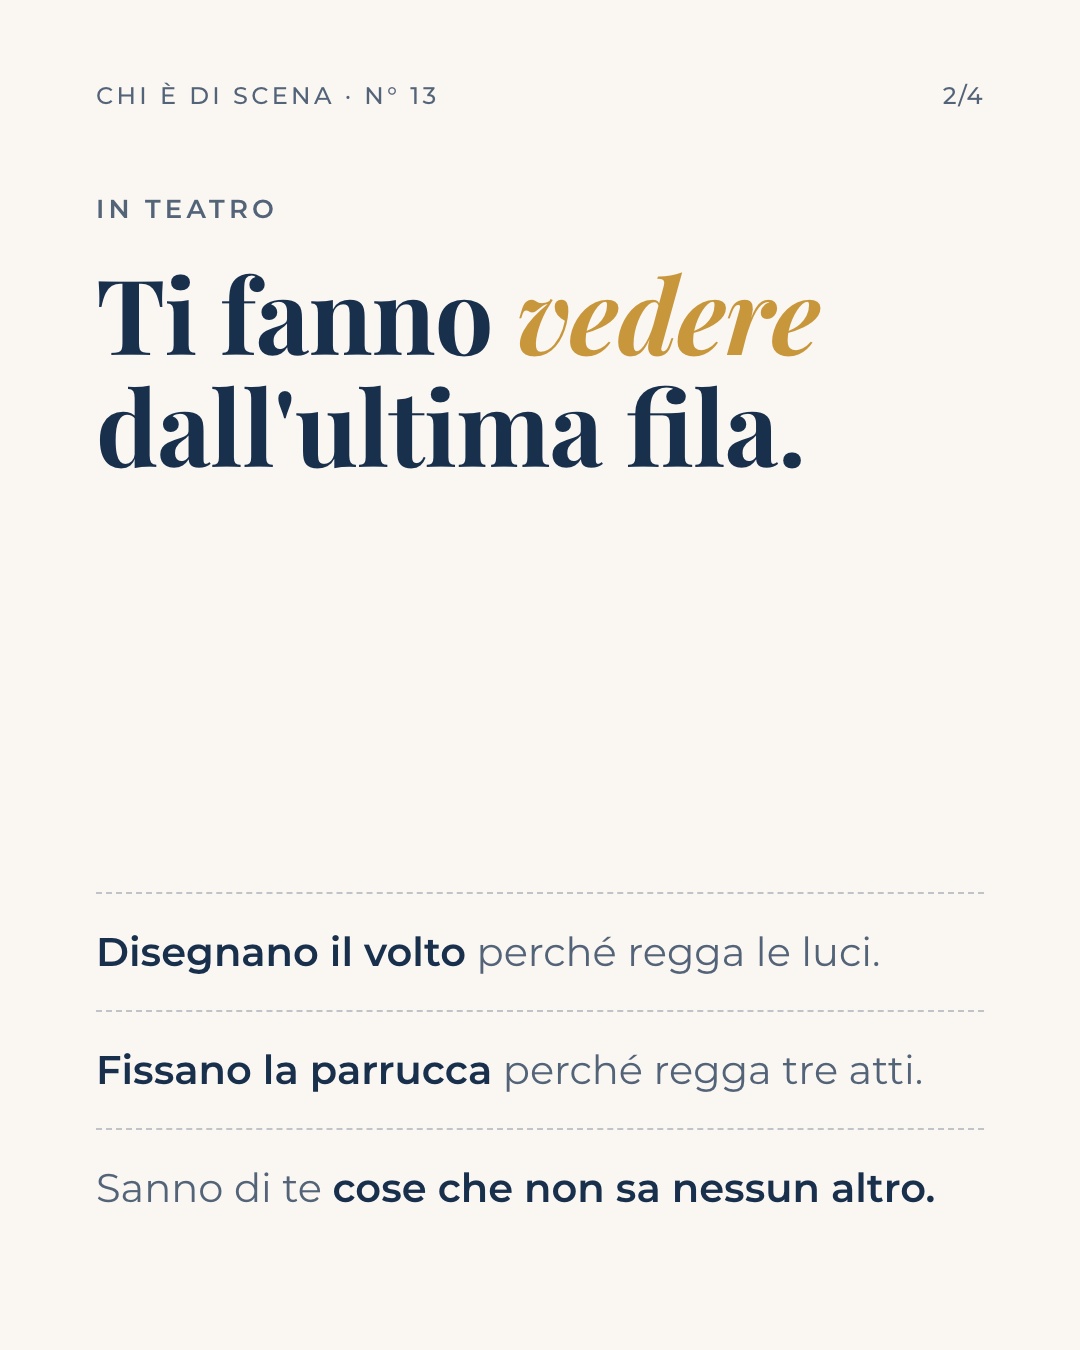 CHI È DI SCENA · N° 13
2/4
IN TEATRO
Ti fanno vedere
dall'ultima fila.
Disegnano il volto perché regga le luci.
Fissano la parrucca perché regga tre atti.
Sanno di te cose che non sa nessun altro.